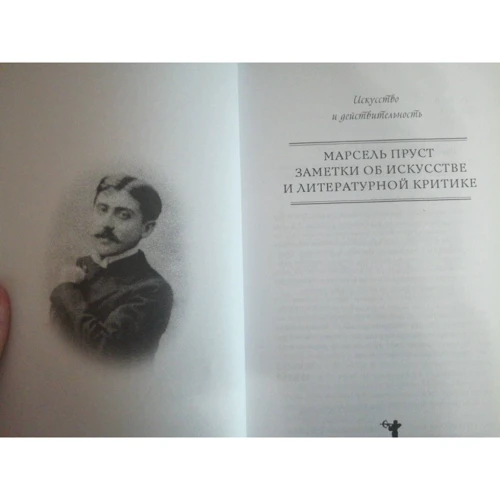 Искусство
и действительность
МАРСЕЛЬ ПРУСТ
ЗАМЕТКИ ОБ ИСКУССТВЕ
И ЛИТЕРАТУРНОЙ КРИТИКЕ